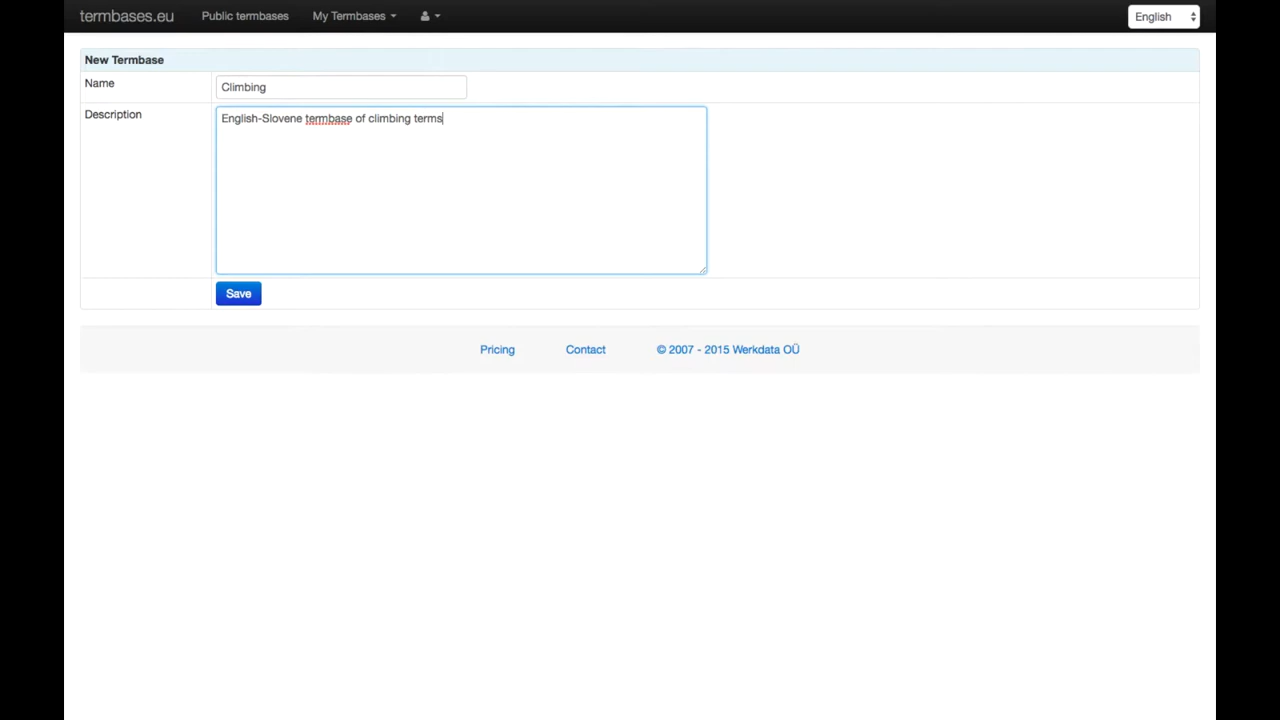 termbases.eu Public termbases My Termbases English
New Termbase
Name Climbing
Description English-Slovene termbase of climbing terms
Save
Pricing Contact © 2007 - 2015 Werkdata OÜ